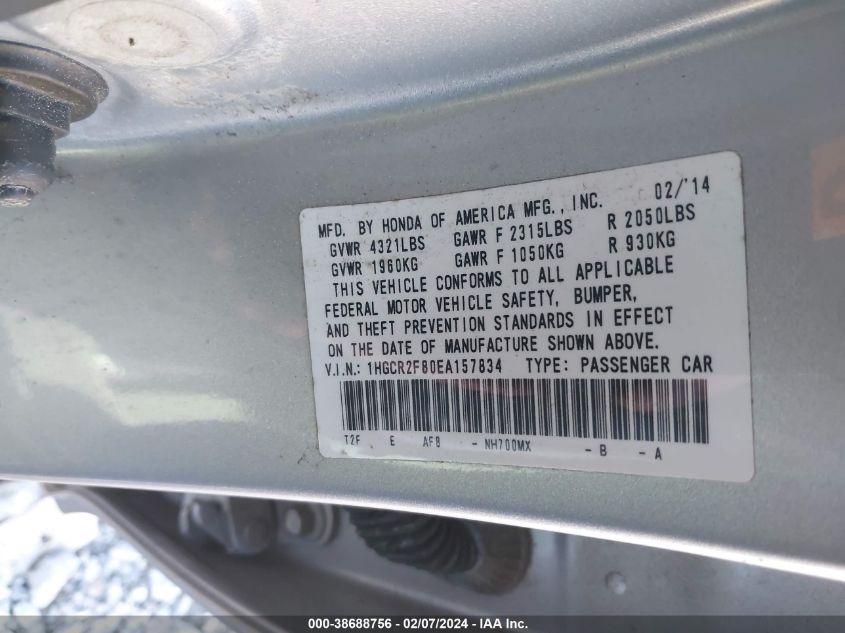 MFD. BY HONDA OF AMERICA MFG., INC. 02/'14
GVWR 4321LBS GAWR F 2315LBS R 2050LBS
GVWR 1960KG GAWR F 1050KG R 930KG
THIS VEHICLE CONFORMS TO ALL APPLICABLE
FEDERAL MOTOR VEHICLE SAFETY, BUMPER,
AND THEFT PREVENTION STANDARDS IN EFFECT
ON THE DATE OF MANUFACTURE SHOWN ABOVE.
V.I.N.: 1HGCR2F80EA157834 TYPE: PASSENGER CAR
T2F E AF8 - NH700MX - B - A
000-38688756 - 02/07/2024 - IAA Inc.